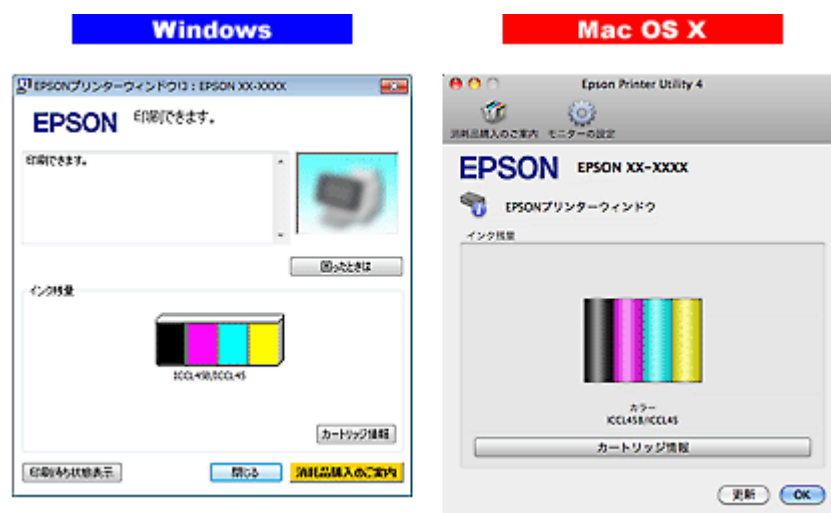 Windows
Mac OS X
EPSONプリンターウィンドウ!3 : EPSON XX-XXXX
EPSON
印刷できます。
印刷できます。
困ったときは
インク残量
ICCL45B/ICCL45
カートリッジ情報
印刷待ち状態表示
閉じる
消耗品購入のご案内
Epson Printer Utility 4
消耗品購入のご案内
モニターの設定
EPSON
EPSON XX-XXXX
EPSONプリンターウィンドウ
インク残量
カラー
ICCL45B/ICCL45
カートリッジ情報
更新
OK